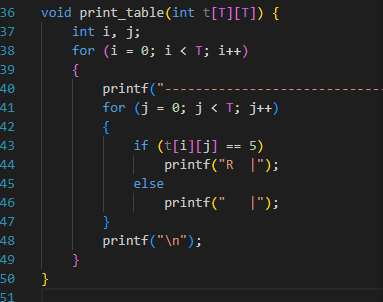 36 void print_table(int t[T][T]) {
37     int i, j;
38     for (i = 0; i < T; i++)
39     {
40         printf("-----------------------------
41         for (j = 0; j < T; j++)
42         {
43             if (t[i][j] == 5)
44                 printf("R  |");
45             else
46                 printf("   |");
47         }
48         printf("\n");
49     }
50 }
51